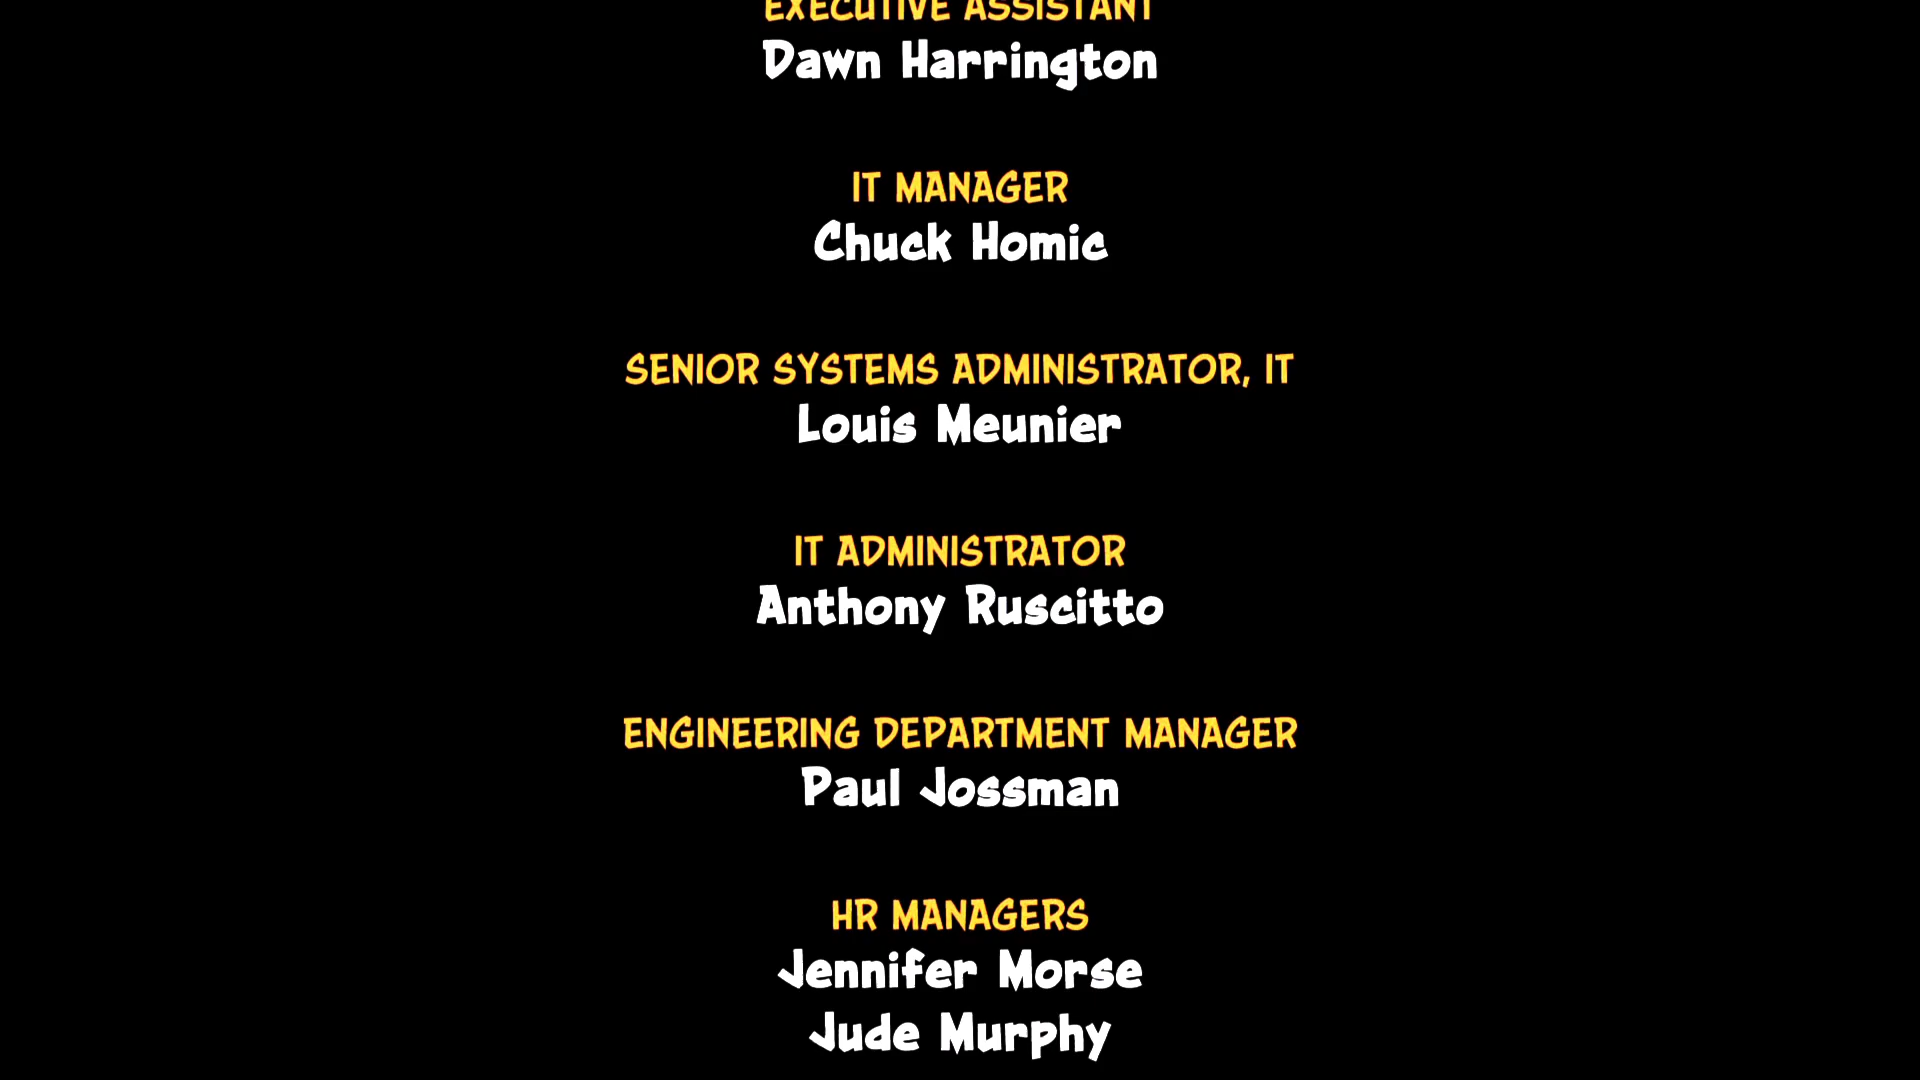 EXECUTIVE ASSISTANT
Dawn Harrington
IT MANAGER
Chuck Homic
SENIOR SYSTEMS ADMINISTRATOR, IT
Louis Meunier
IT ADMINISTRATOR
Anthony Ruscitto
ENGINEERING DEPARTMENT MANAGER
Paul Jossman
HR MANAGERS
Jennifer Morse
Jude Murphy